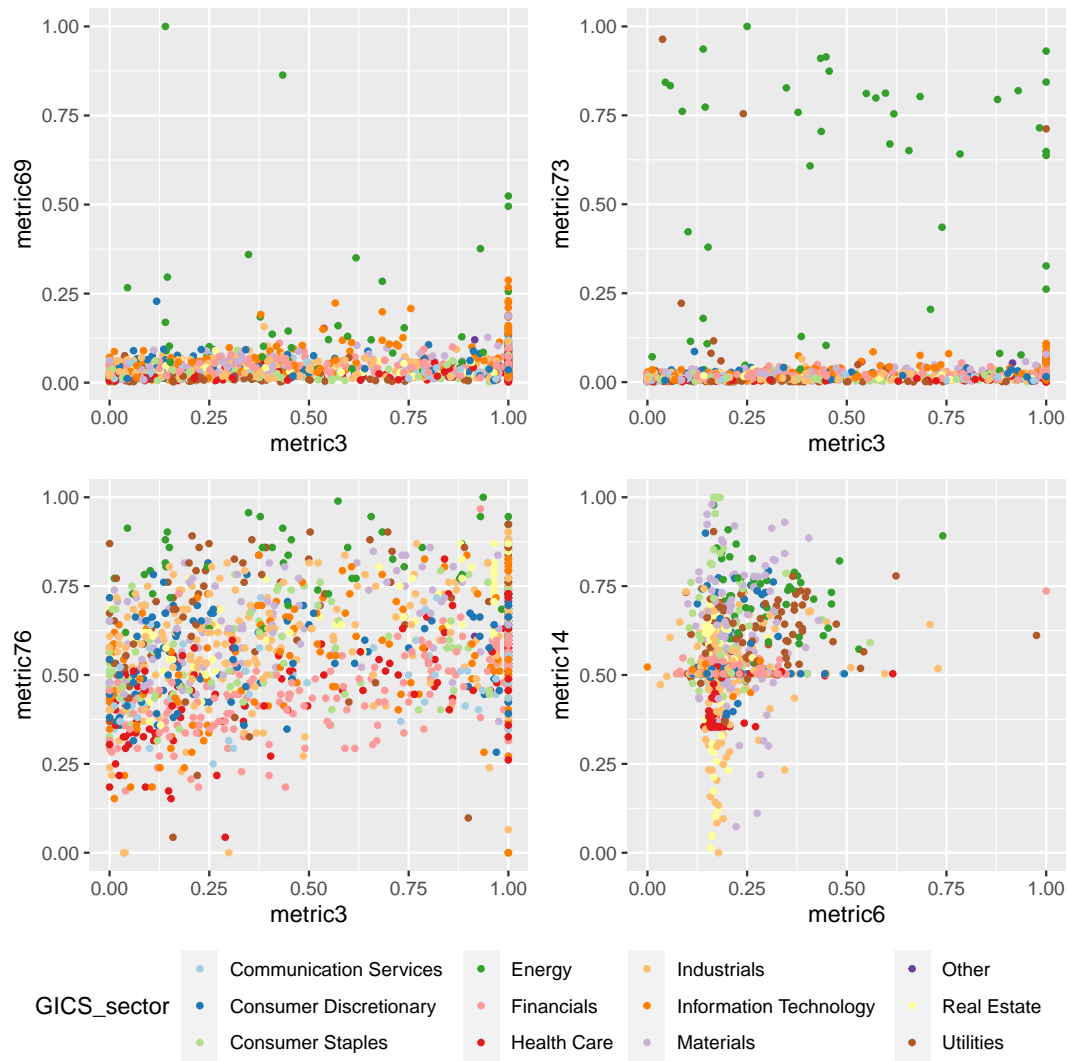 1.00
0.75
0.50
0.25
0.00
metric69
0.00 0.25 0.50 0.75 1.00
metric3
1.00
0.75
0.50
0.25
0.00
metric73
0.00 0.25 0.50 0.75 1.00
metric3
1.00
0.75
0.50
0.25
0.00
metric76
0.00 0.25 0.50 0.75 1.00
metric3
1.00
0.75
0.50
0.25
0.00
metric14
0.00 0.25 0.50 0.75 1.00
metric6
GICS_sector
Communication Services
Consumer Discretionary
Consumer Staples
Energy
Financials
Health Care
Industrials
Information Technology
Materials
Other
Real Estate
Utilities